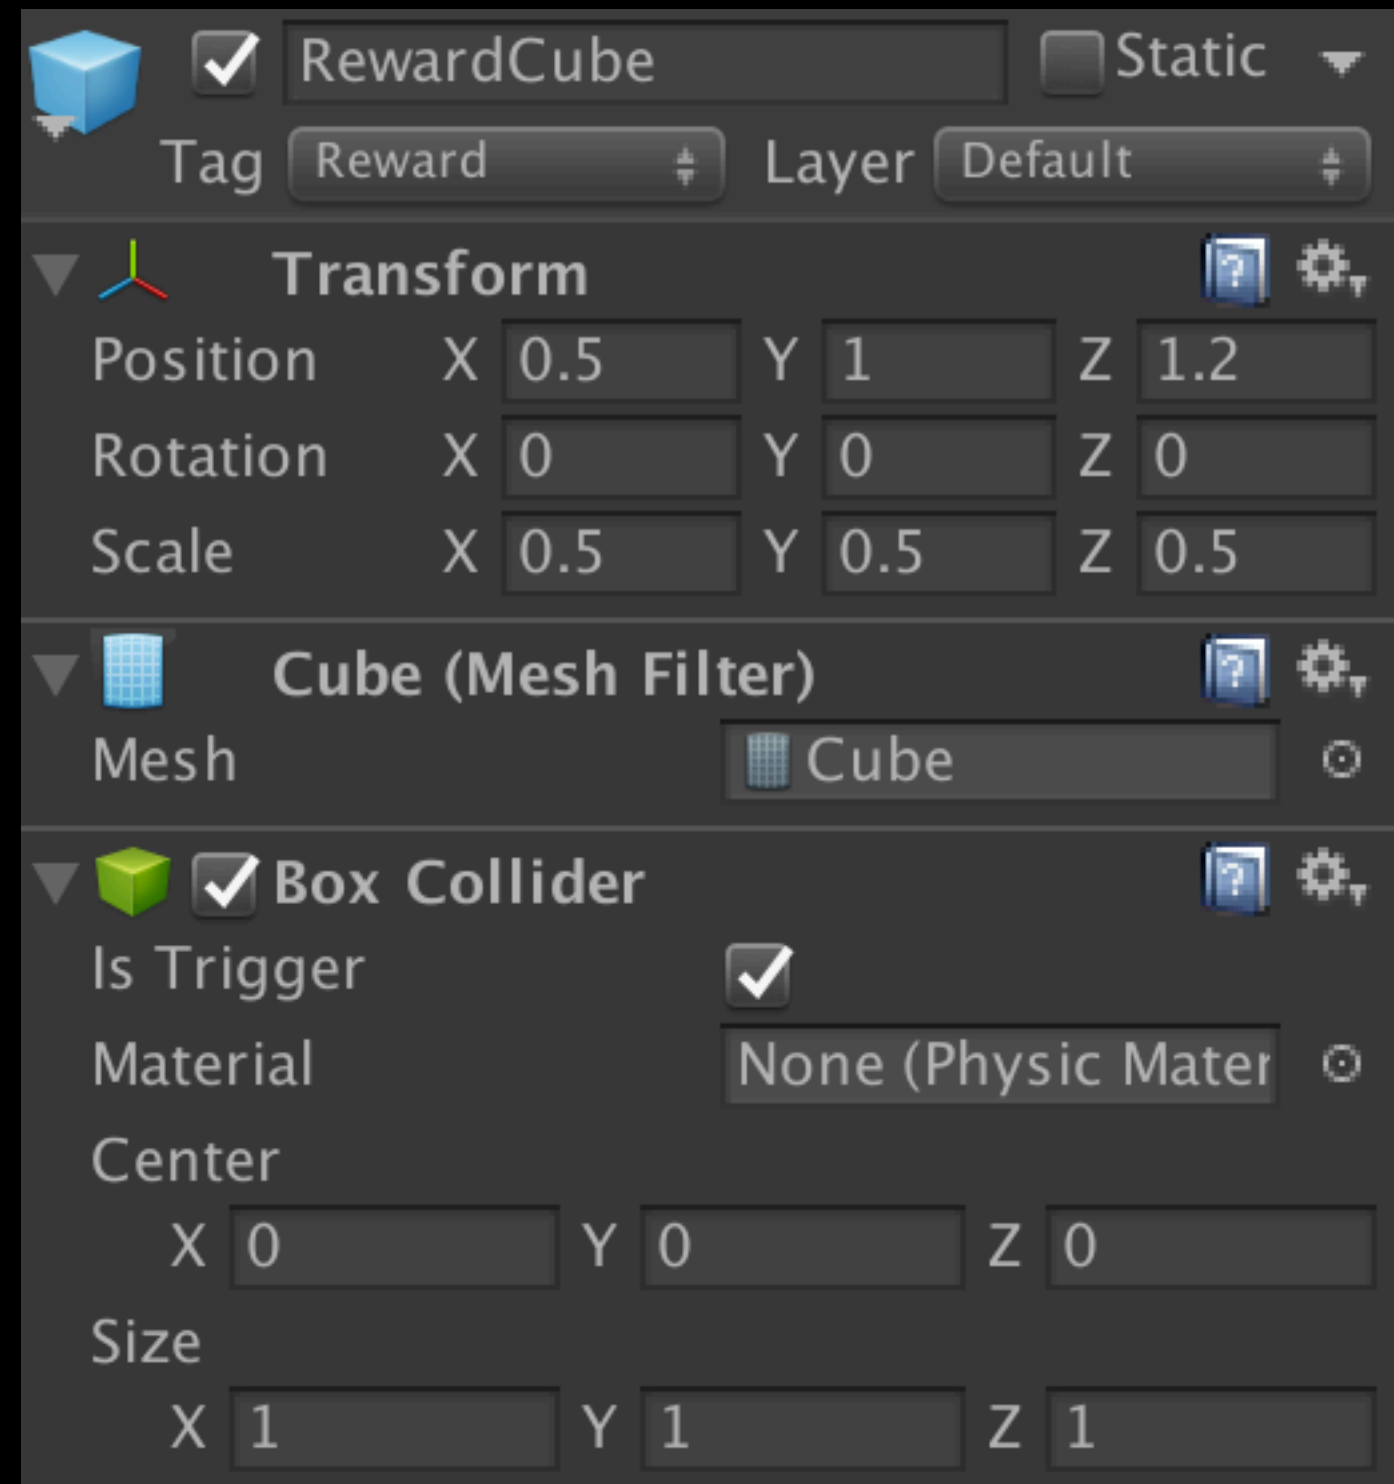 RewardCube Static
Tag Reward Layer Default
Transform
Position X 0.5 Y 1 Z 1.2
Rotation X 0 Y 0 Z 0
Scale X 0.5 Y 0.5 Z 0.5
Cube (Mesh Filter)
Mesh Cube
Box Collider
Is Trigger
Material None (Physic Mater
Center
X 0 Y 0 Z 0
Size
X 1 Y 1 Z 1